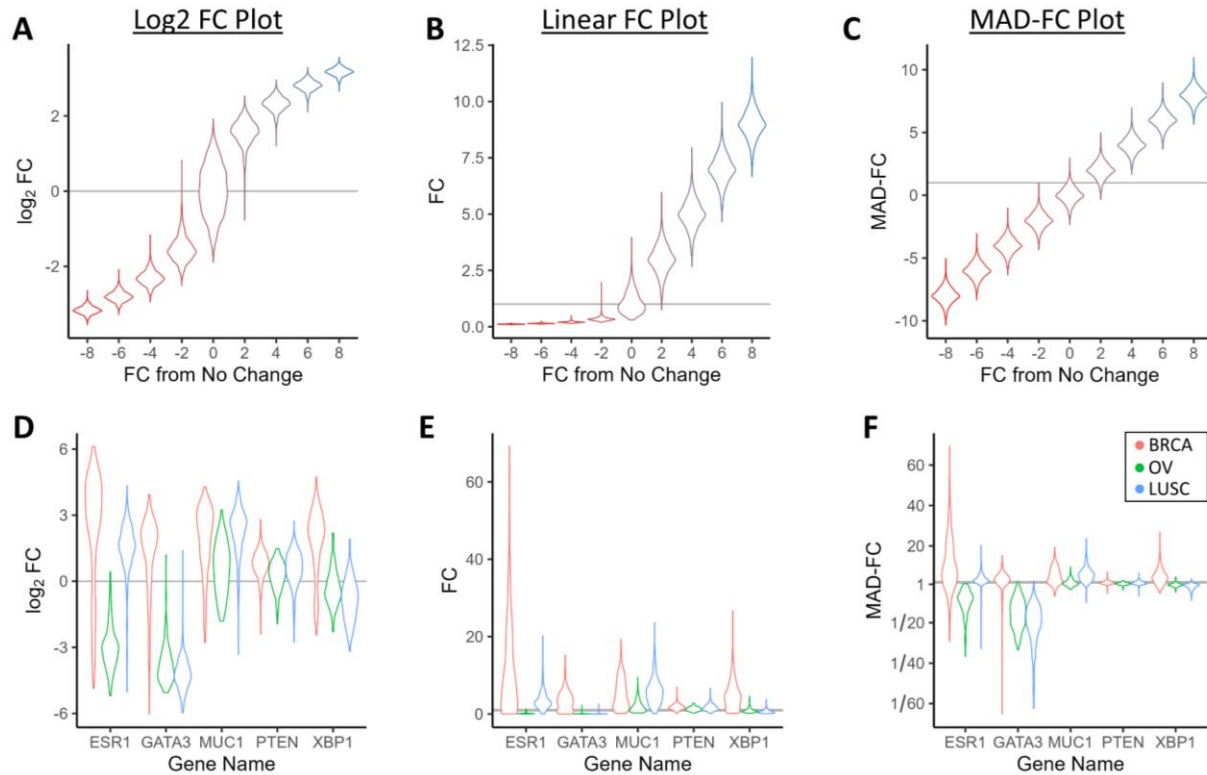 A
Log2 FC Plot
2
0
-2
log2 FC
-8 -6 -4 -2 0 2 4 6 8
FC from No Change
B
Linear FC Plot
12.5
10.0
7.5
5.0
2.5
0.0
FC
-8 -6 -4 -2 0 2 4 6 8
FC from No Change
C
MAD-FC Plot
10
5
0
-5
-10
MAD-FC
-8 -6 -4 -2 0 2 4 6 8
FC from No Change
D
6
3
0
-3
-6
log2 FC
ESR1 GATA3 MUC1 PTEN XBP1
Gene Name
E
60
40
20
0
FC
ESR1 GATA3 MUC1 PTEN XBP1
Gene Name
F
60
40
20
1
1/20
1/40
1/60
MAD-FC
BRCA
OV
LUSC
ESR1 GATA3 MUC1 PTEN XBP1
Gene Name